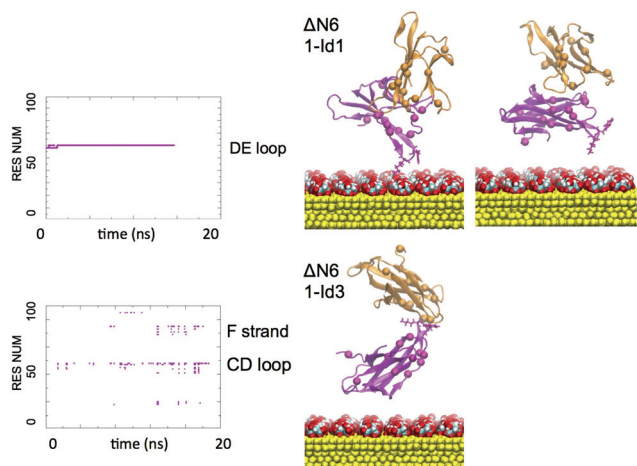 ΔN6
1-Id1
RES NUM
100
50
0
DE loop
0
20
time (ns)
ΔN6
1-Id3
RES NUM
100
50
0
F strand
CD loop
0
20
time (ns)